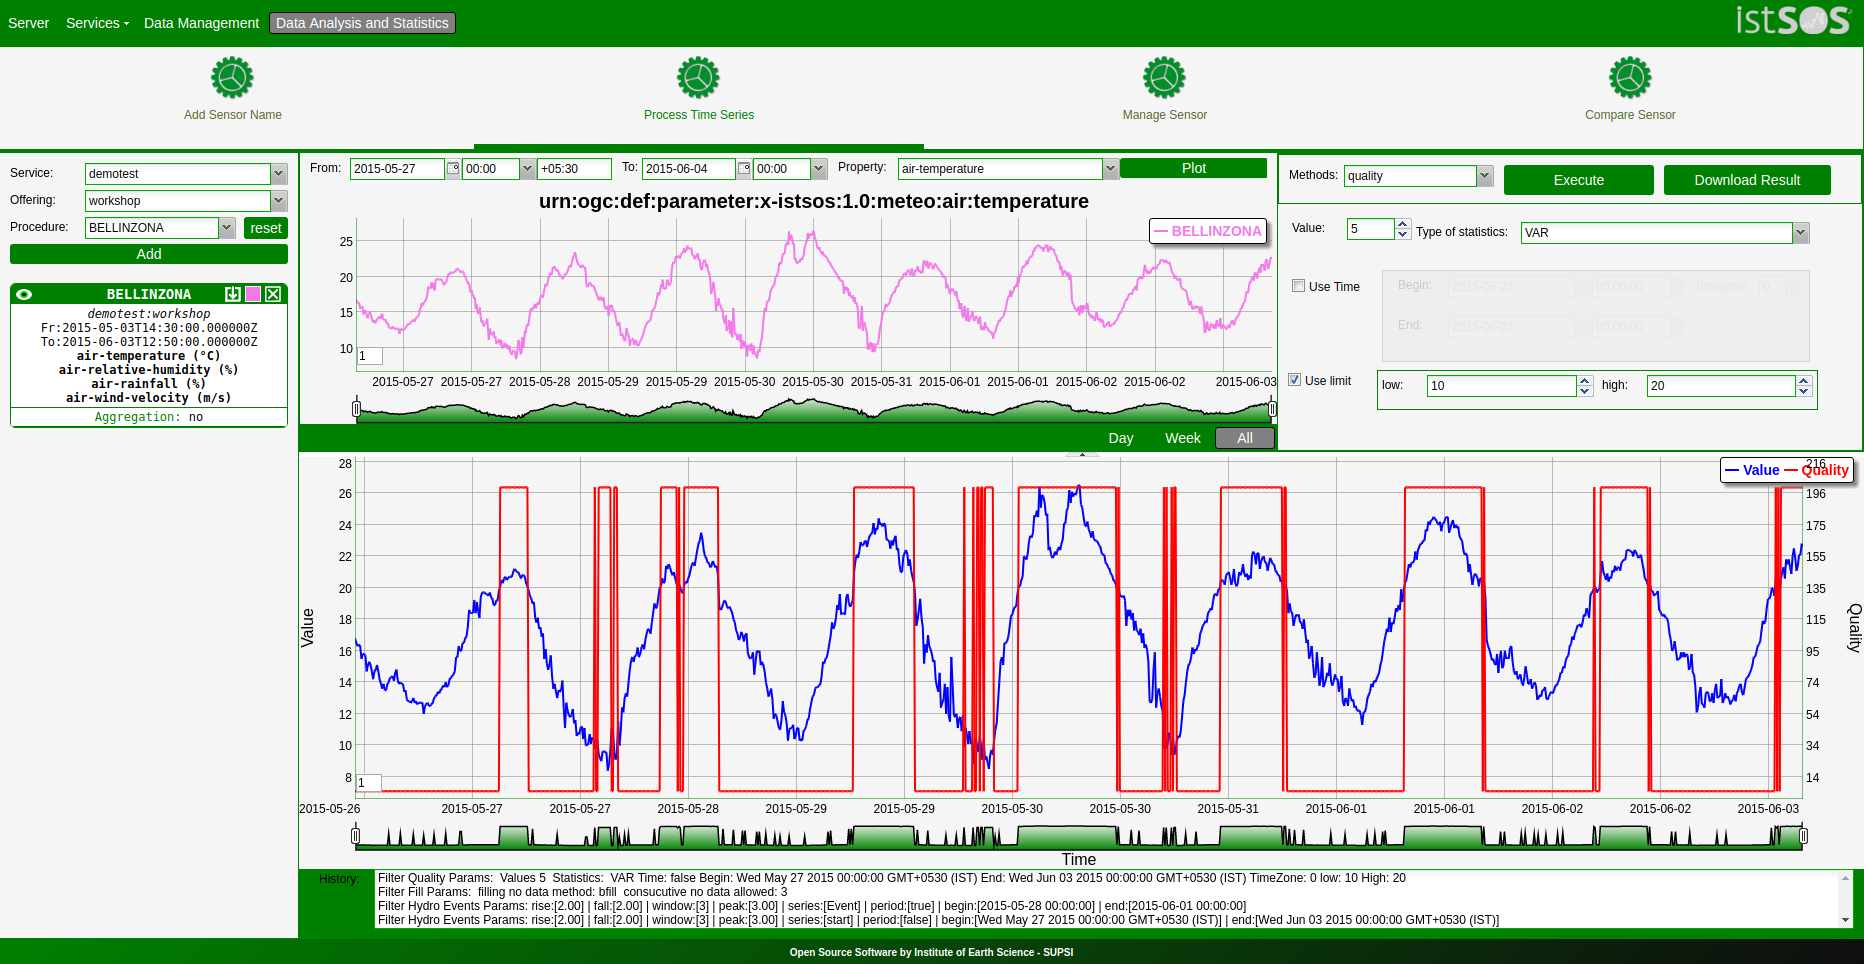 Server Services Data Management Data Analysis and Statistics istSOS
Add Sensor Name Process Time Series Manage Sensor Compare Sensor
Service: demotest
Offering: workshop
Procedure: BELLINZONA reset
Add
BELLINZONA
demotest:workshop
Fr:2015-05-03T14:30:00.000000Z
To:2015-06-03T12:50:00.000000Z
air-temperature (°C)
air-relative-humidity (%)
air-rainfall (%)
air-wind-velocity (m/s)
Aggregation: no
From: 2015-05-27 00:00 +05:30 To: 2015-06-04 00:00 Property: air-temperature Plot
urn:ogc:def:parameter:x-istsos:1.0:meteo:air:temperature
BELLINZONA
25
20
15
10
1
2015-05-27 2015-05-27 2015-05-28 2015-05-29 2015-05-29 2015-05-30 2015-05-30 2015-05-31 2015-06-01 2015-06-01 2015-06-02 2015-06-02 2015-06-03
Day Week All
Methods: quality Execute Download Result
Value: 5 Type of statistics: VAR
Use Time
Begin: 2015-05-27 00:00:00 Timezone: 0
End: 2015-06-03 00:00:00
Use limit low: 10 high: 20
Value Quality
28 216
26 196
24 175
22 155
20 135
18 115
16 95
14 74
12 54
10 34
8 14
Value
Quality
1
2015-05-26 2015-05-27 2015-05-27 2015-05-28 2015-05-29 2015-05-29 2015-05-30 2015-05-30 2015-05-31 2015-06-01 2015-06-01 2015-06-02 2015-06-02 2015-06-03
Time
History:
Filter Quality Params: Values 5 Statistics: VAR Time: false Begin: Wed May 27 2015 00:00:00 GMT+0530 (IST) End: Wed Jun 03 2015 00:00:00 GMT+0530 (IST) TimeZone: 0 low: 10 High: 20
Filter Fill Params: filling no data method: bfill consucutive no data allowed: 3
Filter Hydro Events Params: rise:[2.00] | fall:[2.00] | window:[3] | peak:[3.00] | series:[Event] | period:[true] | begin:[2015-05-28 00:00:00] | end:[2015-06-01 00:00:00]
Filter Hydro Events Params: rise:[2.00] | fall:[2.00] | window:[3] | peak:[3.00] | series:[start] | period:[false] | begin:[Wed May 27 2015 00:00:00 GMT+0530 (IST)] | end:[Wed Jun 03 2015 00:00:00 GMT+0530 (IST)]
Open Source Software by Institute of Earth Science - SUPSI